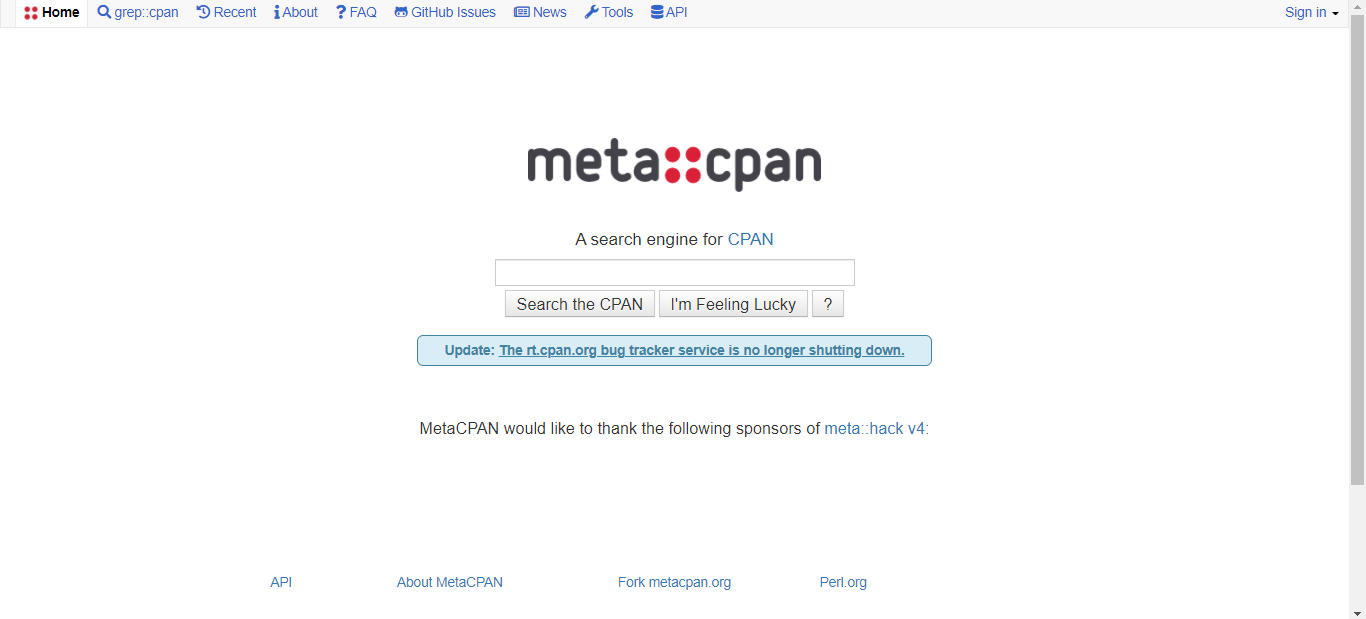 Home grep::cpan Recent About FAQ GitHub Issues News Tools API Sign in
meta::cpan
A search engine for CPAN
Search the CPAN I'm Feeling Lucky ?
Update: The rt.cpan.org bug tracker service is no longer shutting down.
MetaCPAN would like to thank the following sponsors of meta::hack v4:
API About MetaCPAN Fork metacpan.org Perl.org